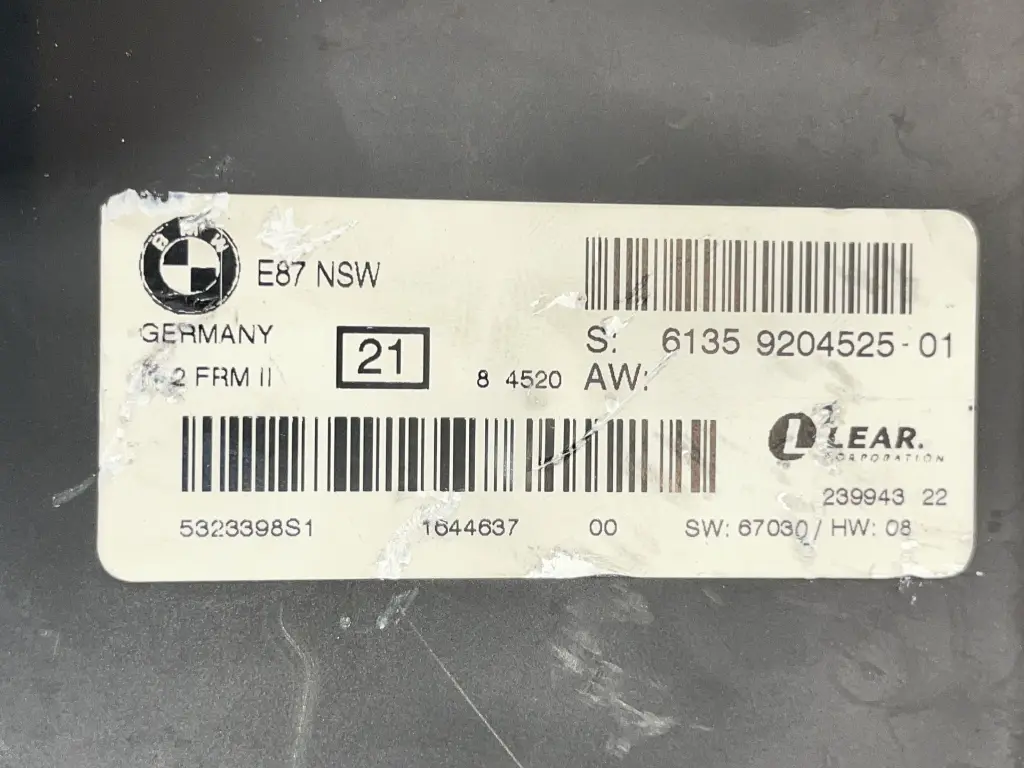 BMW
E87 NSW
GERMANY
2 FRM II
21
8 4520
S: 6135 9204525-01
AW:
LEAR.
CORPORATION
239943 22
5323398S1 1644637 00 SW: 67030 / HW: 08